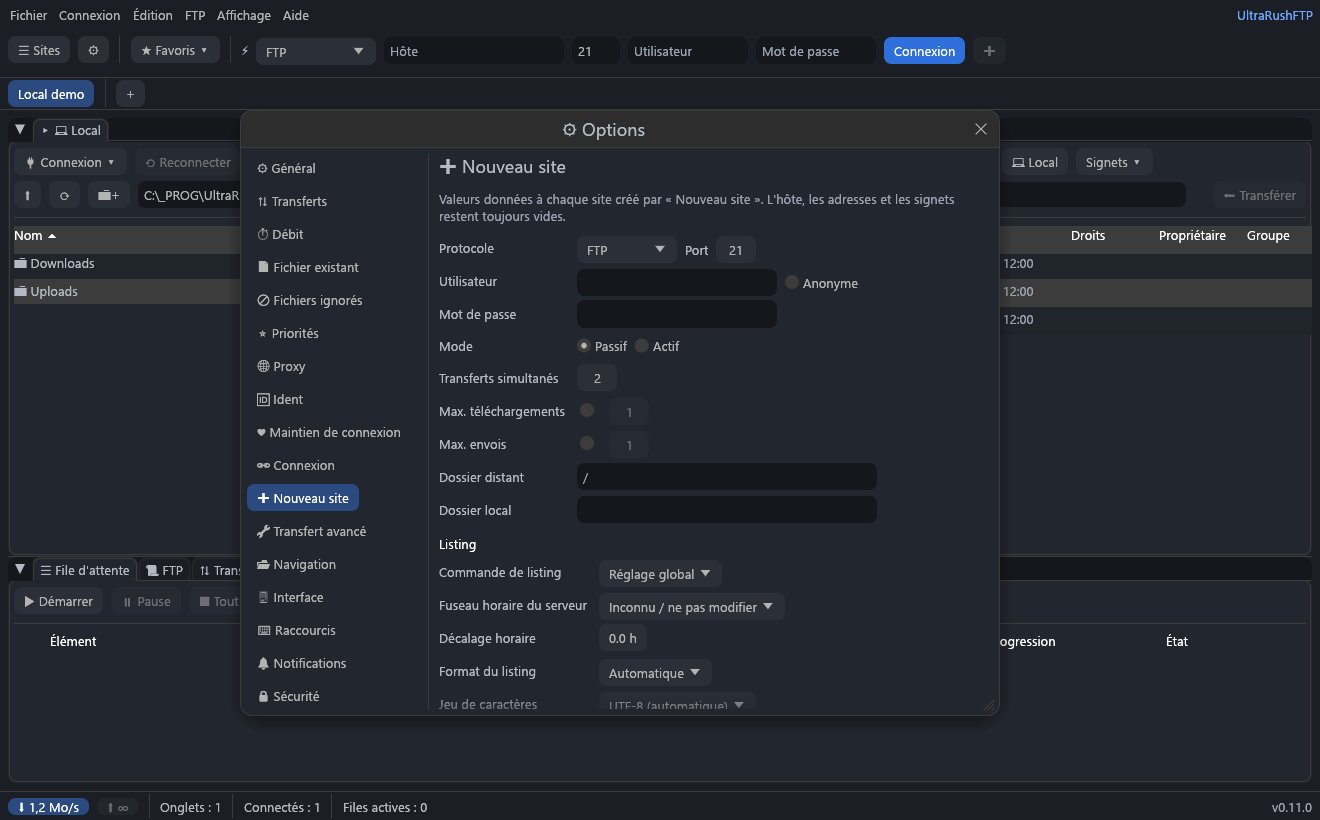 Fichier Connexion Édition FTP Affichage Aide UltraRushFTP
Sites Favoris FTP Hôte 21 Utilisateur Mot de passe Connexion +
Local demo +
Local
Options
Connexion Reconnecter
Local Signets
C:\_PROG\UltraR
Transférer
Nom Droits Propriétaire Groupe
Downloads 12:00
Uploads 12:00
12:00
Général
Transferts
Débit
Fichier existant
Fichiers ignorés
Priorités
Proxy
Ident
Maintien de connexion
Connexion
Nouveau site
Transfert avancé
Navigation
Interface
Raccourcis
Notifications
Sécurité
Nouveau site
Valeurs données à chaque site créé par « Nouveau site ». L'hôte, les adresses et les signets
restent toujours vides.
Protocole FTP Port 21
Utilisateur Anonyme
Mot de passe
Mode Passif Actif
Transferts simultanés 2
Max. téléchargements 1
Max. envois 1
Dossier distant /
Dossier local
Listing
Commande de listing Réglage global
Fuseau horaire du serveur Inconnu / ne pas modifier
Décalage horaire 0.0 h
Format du listing Automatique
Jeu de caractères UTF-8 (automatique)
File d'attente FTP Trans
Démarrer Pause Tout
Élément ogression État
1,2 Mo/s ∞ Onglets : 1 Connectés : 1 Files actives : 0 v0.11.0